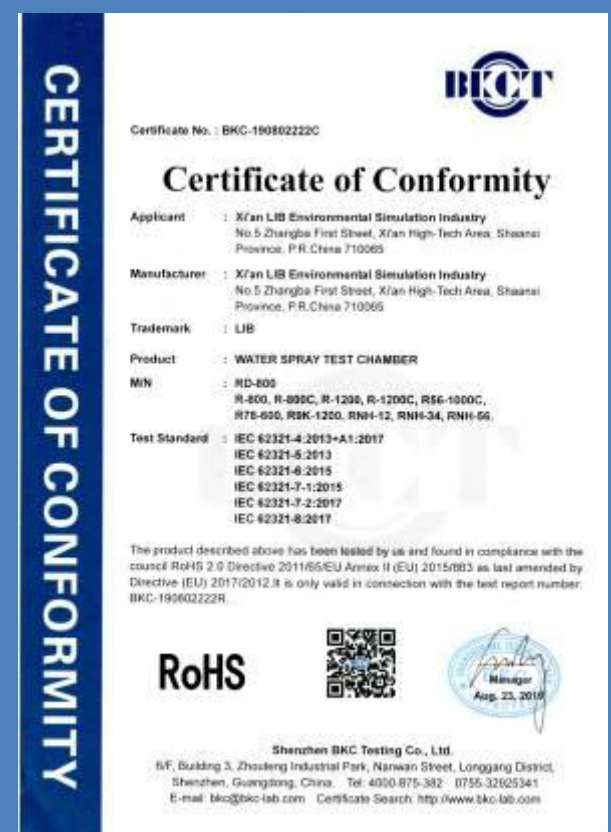 CERTIFICATE OF CONFORMITY
BKCT
Certificate No. : BKC-190802222C
Certificate of Conformity
Applicant : Xi'an LIB Environmental Simulation Industry
No.5 Zhangba First Street, Xi'an High-Tech Area, Shaanxi
Province, P.R.China 710065
Manufacturer : Xi'an LIB Environmental Simulation Industry
No.5 Zhangba First Street, Xi'an High-Tech Area, Shaanxi
Province, P.R.China 710065
Trademark : LIB
Product : WATER SPRAY TEST CHAMBER
M/N : RD-800
R-800, R-800C, R-1200, R-1200C, R56-1000C,
R78-600, R9K-1200, RNH-12, RNH-34, RNH-56.
Test Standard : IEC 62321-4:2013+A1:2017
IEC 62321-5:2013
IEC 62321-6:2015
IEC 62321-7-1:2015
IEC 62321-7-2:2017
IEC 62321-8:2017
The product described above has been tested by us and found in compliance with the
council RoHS 2.0 Directive 2011/65/EU Annex II (EU) 2015/863 as last amended by
Directive (EU) 2017/2012.It is only valid in connection with the test report number:
BKC-190802222R.
RoHS
Manager
Aug. 23, 2019
Shenzhen BKC Testing Co., Ltd.
6/F, Building 3, Zhouteng Industrial Park, Nanwan Street, Longgang District,
Shenzhen, Guangdong, China. Tel: 4000-875-382 0755-32925341
E-mail: bkc@bkc-lab.com Certificate Search: http://www.bkc-lab.com